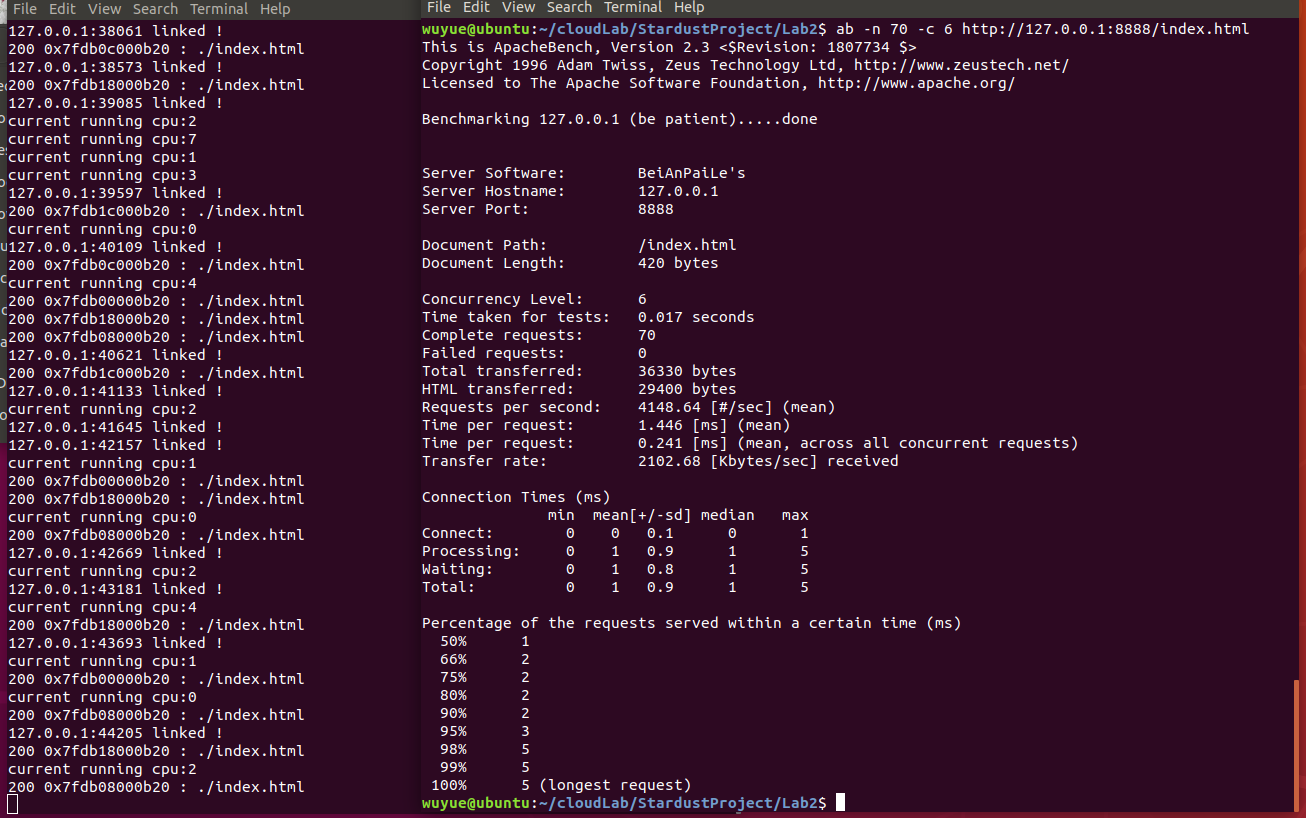 File Edit View Search Terminal Help
127.0.0.1:38061 linked !
200 0x7fdb0c000b20 : ./index.html
127.0.0.1:38573 linked !
200 0x7fdb18000b20 : ./index.html
127.0.0.1:39085 linked !
current running cpu:2
current running cpu:7
current running cpu:1
current running cpu:3
127.0.0.1:39597 linked !
200 0x7fdb1c000b20 : ./index.html
current running cpu:0
127.0.0.1:40109 linked !
200 0x7fdb0c000b20 : ./index.html
current running cpu:4
200 0x7fdb00000b20 : ./index.html
200 0x7fdb18000b20 : ./index.html
200 0x7fdb08000b20 : ./index.html
127.0.0.1:40621 linked !
200 0x7fdb1c000b20 : ./index.html
127.0.0.1:41133 linked !
current running cpu:2
127.0.0.1:41645 linked !
127.0.0.1:42157 linked !
current running cpu:1
200 0x7fdb00000b20 : ./index.html
200 0x7fdb18000b20 : ./index.html
current running cpu:0
200 0x7fdb08000b20 : ./index.html
127.0.0.1:42669 linked !
current running cpu:2
127.0.0.1:43181 linked !
current running cpu:4
200 0x7fdb18000b20 : ./index.html
127.0.0.1:43693 linked !
current running cpu:1
200 0x7fdb00000b20 : ./index.html
current running cpu:0
200 0x7fdb08000b20 : ./index.html
127.0.0.1:44205 linked !
200 0x7fdb18000b20 : ./index.html
current running cpu:2
200 0x7fdb08000b20 : ./index.html
File Edit View Search Terminal Help
wuyue@ubuntu:~/cloudLab/StardustProject/Lab2$ ab -n 70 -c 6 http://127.0.0.1:8888/index.html
This is ApacheBench, Version 2.3 <$Revision: 1807734 $>
Copyright 1996 Adam Twiss, Zeus Technology Ltd, http://www.zeustech.net/
Licensed to The Apache Software Foundation, http://www.apache.org/
Benchmarking 127.0.0.1 (be patient).....done
Server Software: BeiAnPaiLe's
Server Hostname: 127.0.0.1
Server Port: 8888
Document Path: /index.html
Document Length: 420 bytes
Concurrency Level: 6
Time taken for tests: 0.017 seconds
Complete requests: 70
Failed requests: 0
Total transferred: 36330 bytes
HTML transferred: 29400 bytes
Requests per second: 4148.64 [#/sec] (mean)
Time per request: 1.446 [ms] (mean)
Time per request: 0.241 [ms] (mean, across all concurrent requests)
Transfer rate: 2102.68 [Kbytes/sec] received
Connection Times (ms)
min mean[+/-sd] median max
Connect: 0 0 0.1 0 1
Processing: 0 1 0.9 1 5
Waiting: 0 1 0.8 1 5
Total: 0 1 0.9 1 5
Percentage of the requests served within a certain time (ms)
50% 1
66% 2
75% 2
80% 2
90% 2
95% 3
98% 5
99% 5
100% 5 (longest request)
wuyue@ubuntu:~/cloudLab/StardustProject/Lab2$